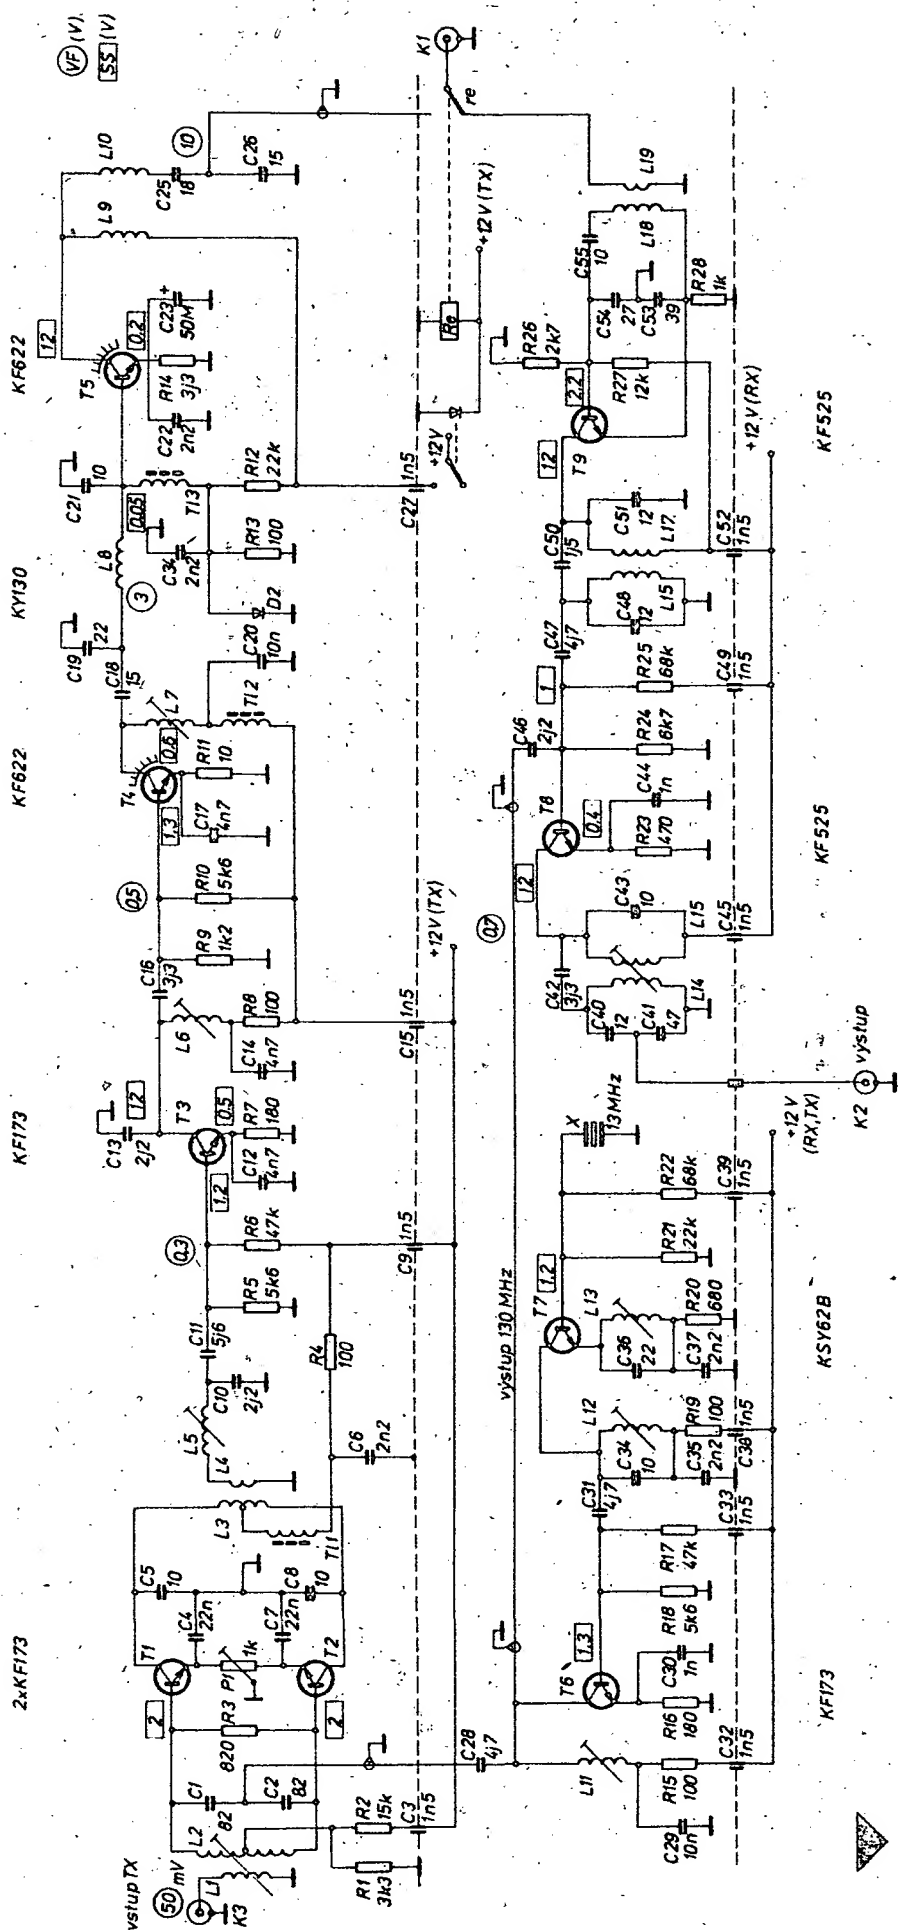 VF (V)
SS (V)
2xKF173
KF173
KF622
KY130
KF622
vstup TX
50 mV
K3
L1
L2
C1
82
C2
82
R1
3k3
R2
15k
C3
1n5
2
2
R3
820
P1
1k
T1
T2
C4
22n
C7
22n
C5
10
C8
10
L3
Tl1
L4
L5
C6
2n2
R4
100
C10
2j2
C11
5j6
R5
5k6
0,3
R6
47k
C9
1n5
1,2
T3
C13
2j2
12
0,5
C12
4n7
R7
180
C14
4n7
L6
R8
100
C15
1n5
+12V (TX)
C16
3j3
R9
1k2
0,5
R10
5k6
1,3
T4
C17
4n7
0,6
R11
10
L7
Tl2
C18
15
C19
22
C20
10n
3
L8
D2
C34
2n2
R13
100
0,05
Tl3
C21
10
R12
22k
C27
1n5
+12V
C22
2n2
T5
R14
3j3
0,2
C23
50M
+
12
L9
L10
C25
18
10
C26
15
K1
re
Re
+12V (TX)
C28
4j7
L11
C29
10n
R15
100
C32
1n5
T6
R16
180
C30
1n
1,3
R18
5k6
R17
47k
C33
1n5
C31
4j7
C34
10
L12
C35
2n2
R19
100
C38
1n5
výstup 130 MHz
T7
1,2
C36
22
L13
C37
2n2
R20
680
R21
22k
R22
68k
C39
1n5
X
13MHz
+12V
(RX,TX)
K2
výstup
C40
12
C41
47
L14
C42
3j3
C43
10
L15
C45
1n5
0,7
12
T8
0,4
R23
470
C44
1n
R24
6k7
C46
2j2
1
R25
68k
C49
1n5
C47
4j7
C48
12
L15
C50
1j5
C51
12
L17
C52
1n5
+12V (RX)
12
T9
2,2
R26
2k7
R27
12k
C54
27
C53
39
C55
10
L18
L19
R28
1k
KF173
KSY62B
KF525
KF525